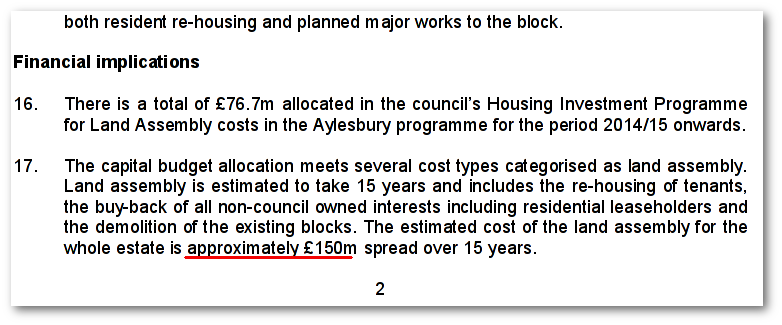 both resident re-housing and planned major works to the block.
Financial implications
16. There is a total of £76.7m allocated in the council's Housing Investment Programme
for Land Assembly costs in the Aylesbury programme for the period 2014/15 onwards.
17. The capital budget allocation meets several cost types categorised as land assembly.
Land assembly is estimated to take 15 years and includes the re-housing of tenants,
the buy-back of all non-council owned interests including residential leaseholders and
the demolition of the existing blocks. The estimated cost of the land assembly for the
whole estate is approximately £150m spread over 15 years.
2